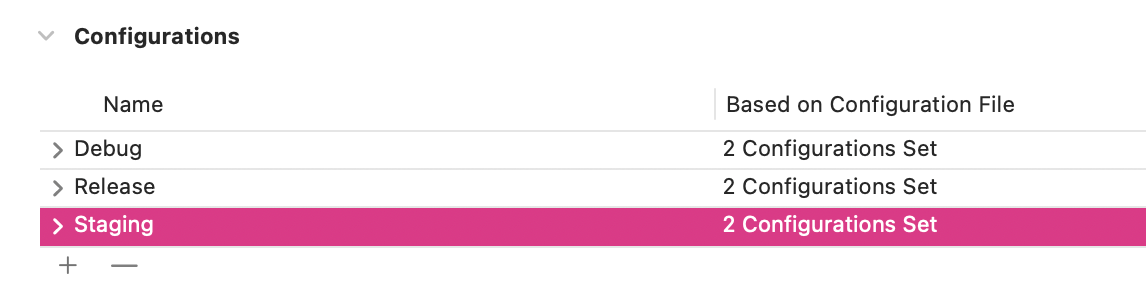 Configurations
Name Based on Configuration File
Debug 2 Configurations Set
Release 2 Configurations Set
Staging 2 Configurations Set